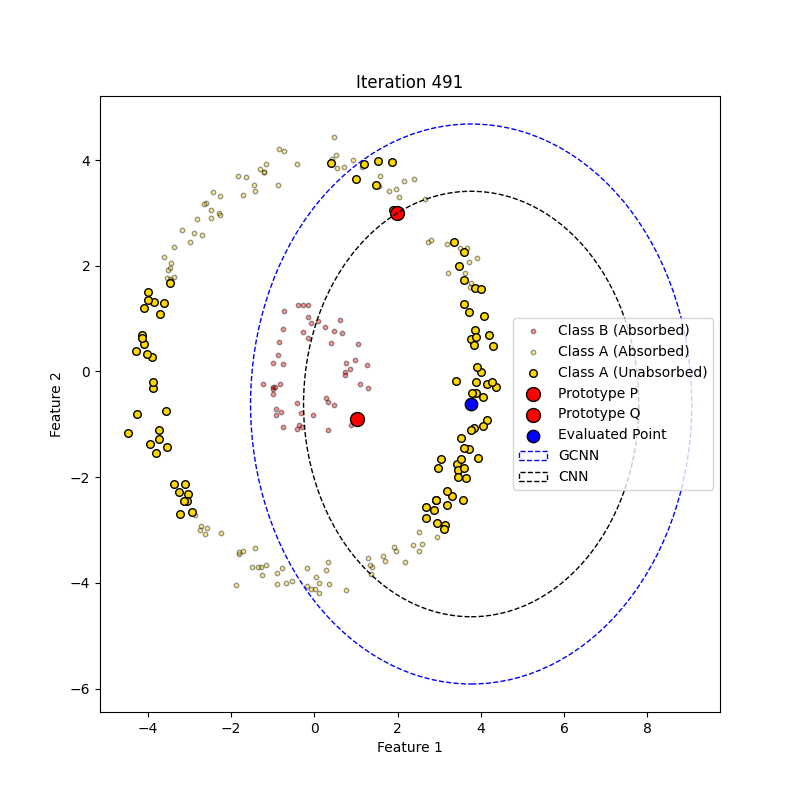 Iteration 491
4
2
0
−2
−4
−6
Feature 2
Class B (Absorbed)
Class A (Absorbed)
Class A (Unabsorbed)
Prototype P
Prototype Q
Evaluated Point
GCNN
CNN
−4 −2 0 2 4 6 8
Feature 1